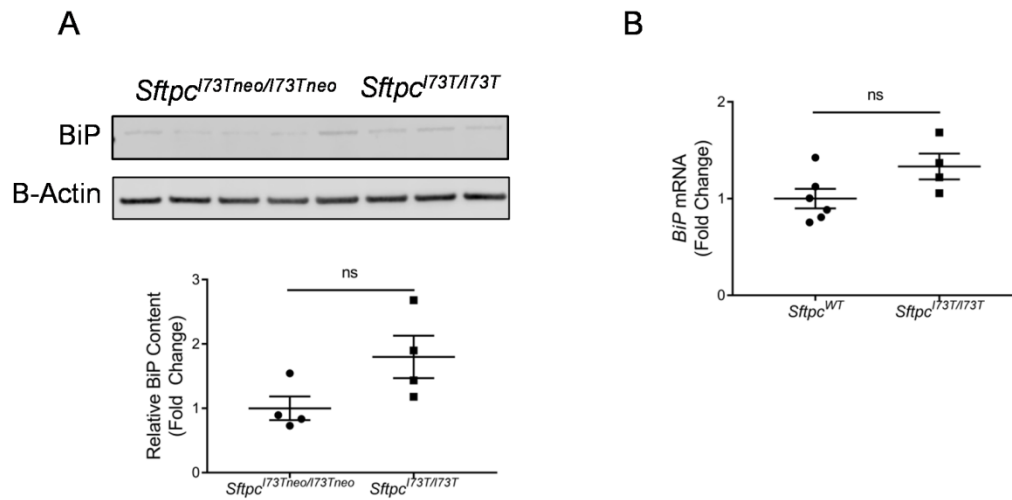 A
Sftpc^I73Tneo/I73Tneo Sftpc^I73T/I73T
BiP
B-Actin
Relative BiP Content
(Fold Change)
3
2
1
0
ns
Sftpc^I73Tneo/I73Tneo Sftpc^I73T/I73T
B
BiP mRNA
(Fold Change)
2
1
0
ns
Sftpc^WT Sftpc^I73T/I73T